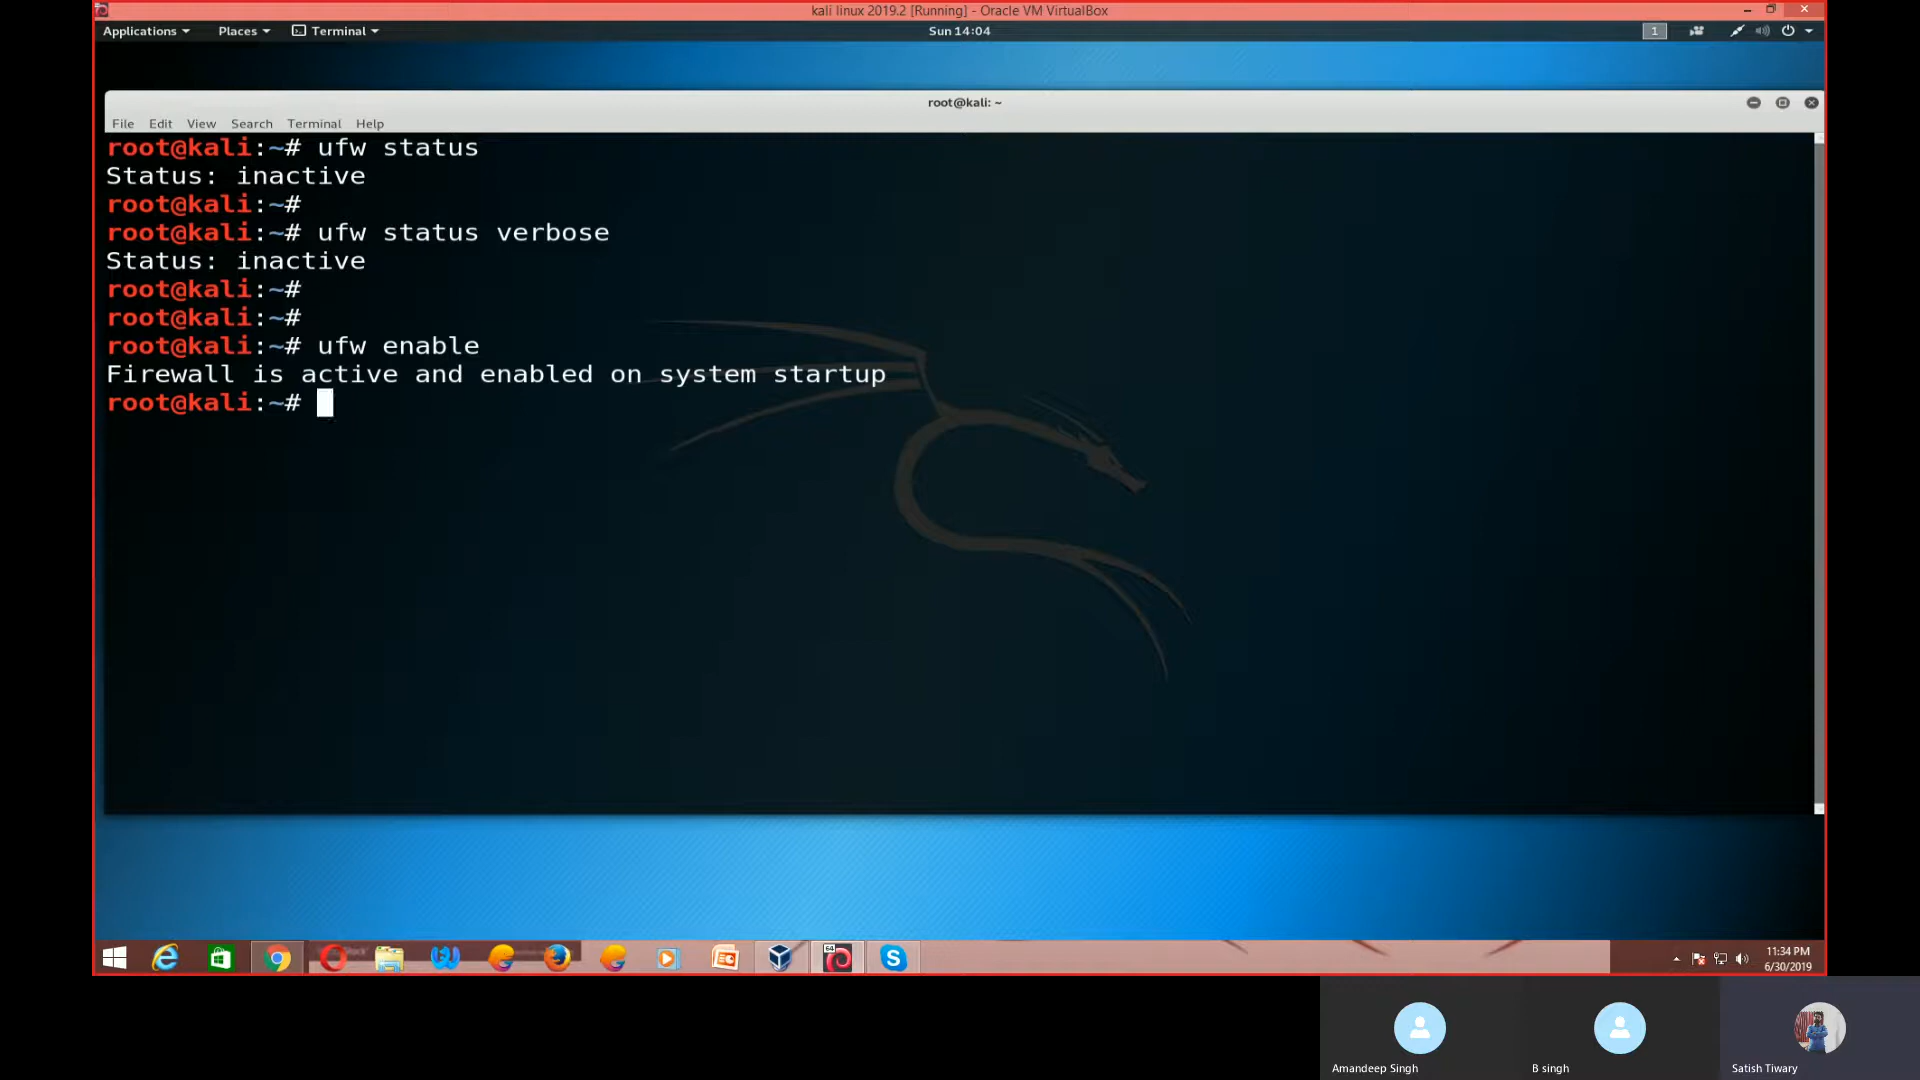 kali linux 2019.2 [Running] - Oracle VM VirtualBox
Applications Places Terminal Sun 14:04 1
root@kali: ~
File Edit View Search Terminal Help
root@kali:~# ufw status
Status: inactive
root@kali:~#
root@kali:~# ufw status verbose
Status: inactive
root@kali:~#
root@kali:~#
root@kali:~# ufw enable
Firewall is active and enabled on system startup
root@kali:~#
64
11:34 PM
6/30/2019
Amandeep Singh B singh Satish Tiwary